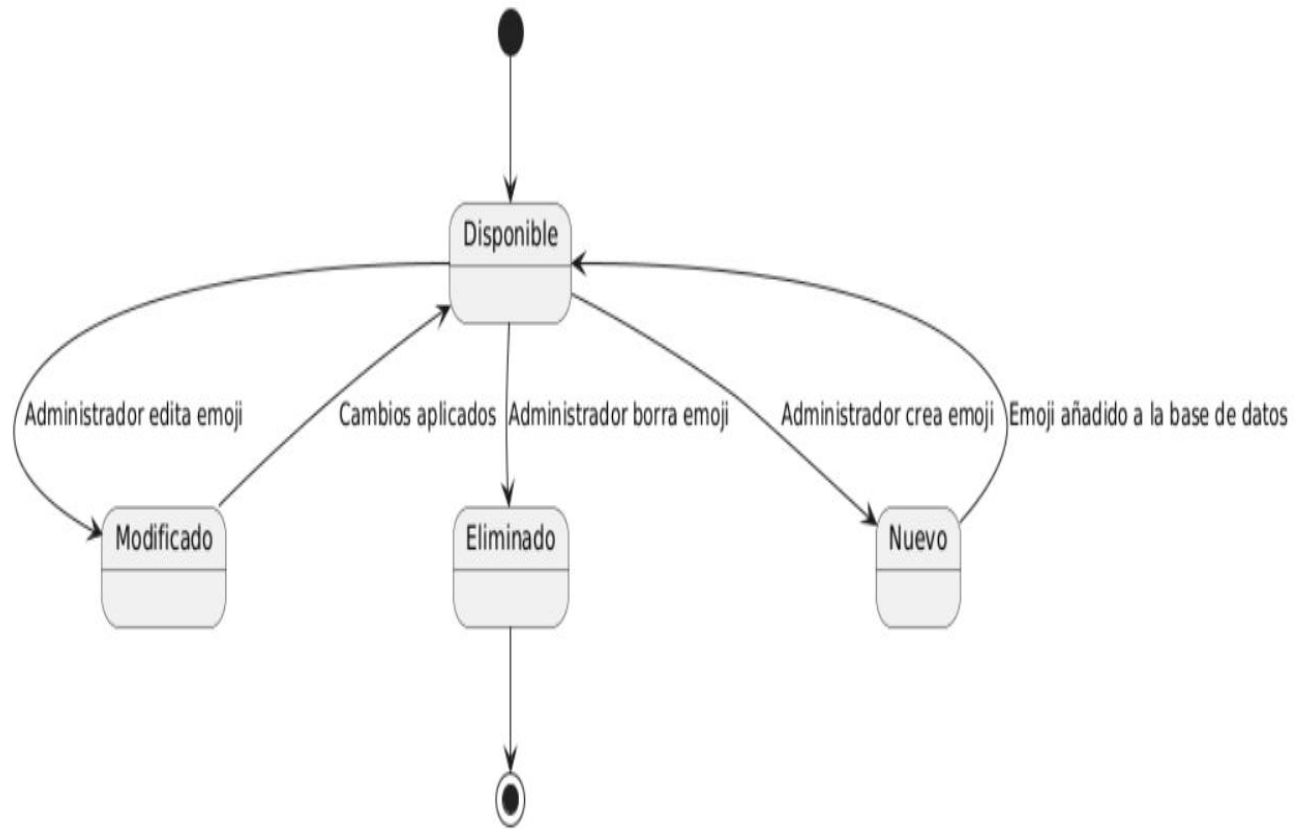 Disponible
Administrador edita emoji
Cambios aplicados
Administrador borra emoji
Administrador crea emoji
Emoji añadido a la base de datos
Modificado
Eliminado
Nuevo